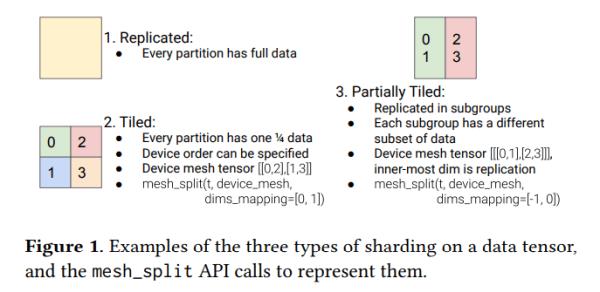 1. Replicated:
• Every partition has full data
0 2
1 3
2. Tiled:
• Every partition has one ¼ data
• Device order can be specified
• Device mesh tensor [[0,2],[1,3]]
• mesh_split(t, device_mesh,
dims_mapping=[0, 1])
0 2
1 3
3. Partially Tiled:
• Replicated in subgroups
• Each subgroup has a different
subset of data
• Device mesh tensor [[[0,1],[2,3]]],
inner-most dim is replication
• mesh_split(t, device_mesh,
dims_mapping=[-1, 0])
Figure 1. Examples of the three types of sharding on a data tensor,
and the mesh_split API calls to represent them.